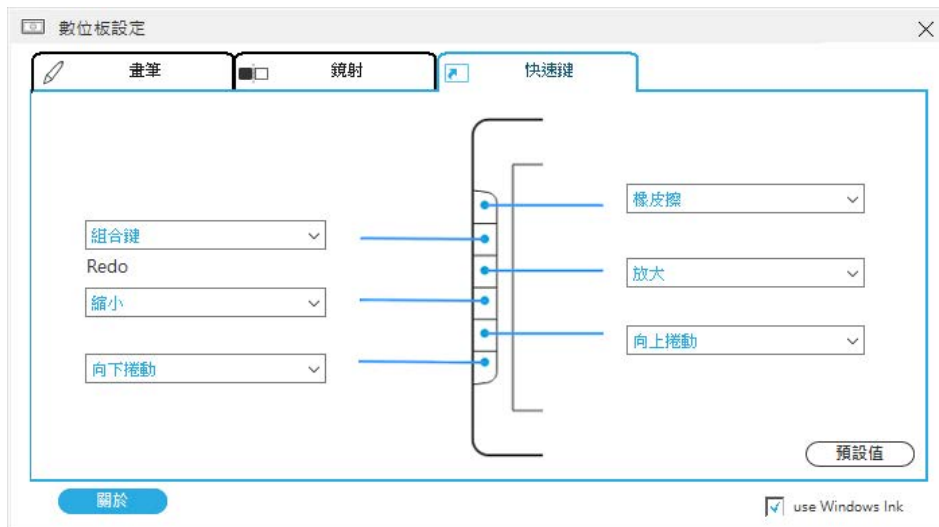 數位板設定
畫筆
鏡射
快速鍵
橡皮擦
組合鍵
Redo
放大
縮小
向上捲動
向下捲動
預設值
關於
use Windows Ink